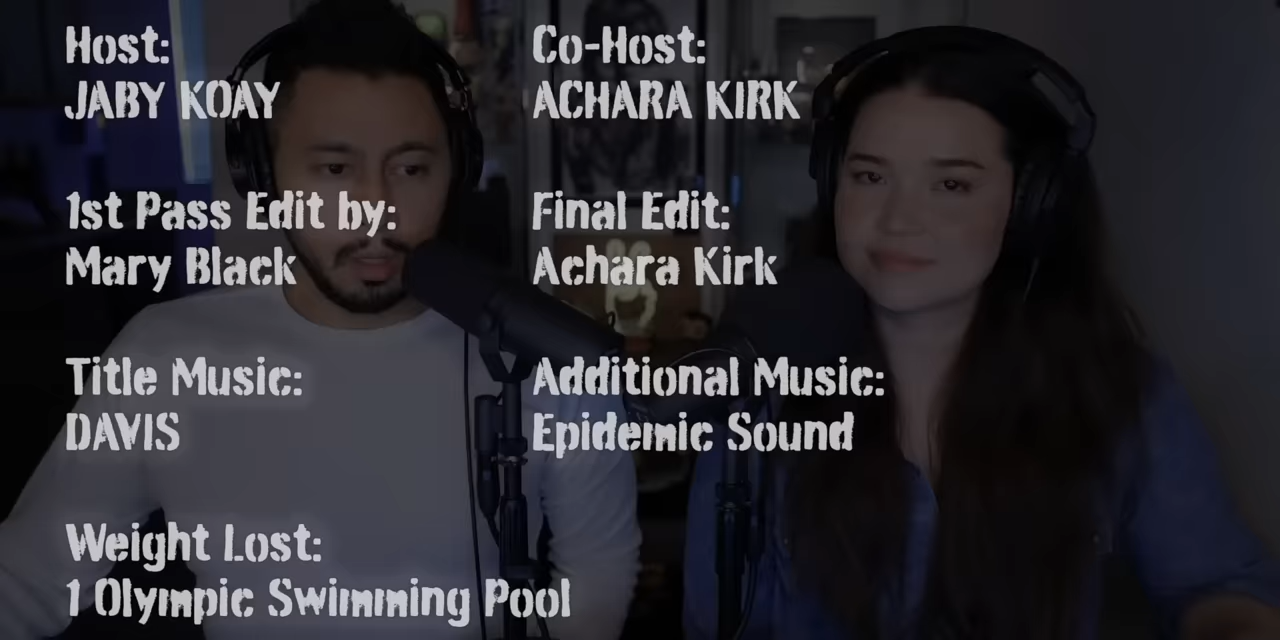 Host:
JABY KOAY
Co-Host:
ACHARA KIRK
1st Pass Edit by:
Mary Black
Final Edit:
Achara Kirk
Title Music:
DAVIS
Additional Music:
Epidemic Sound
Weight Lost:
1 Olympic Swimming Pool